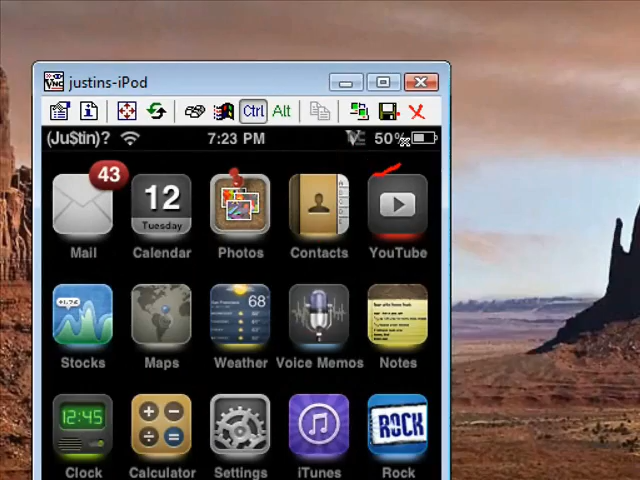 justins-iPod
Ctrl Alt
(Ju$tin)? 7:23 PM 50%
43
12
Tuesday
Mail Calendar Photos Contacts YouTube
68
Stocks Maps Weather Voice Memos Notes
12:45
ROCK
Clock Calculator Settings iTunes Rock